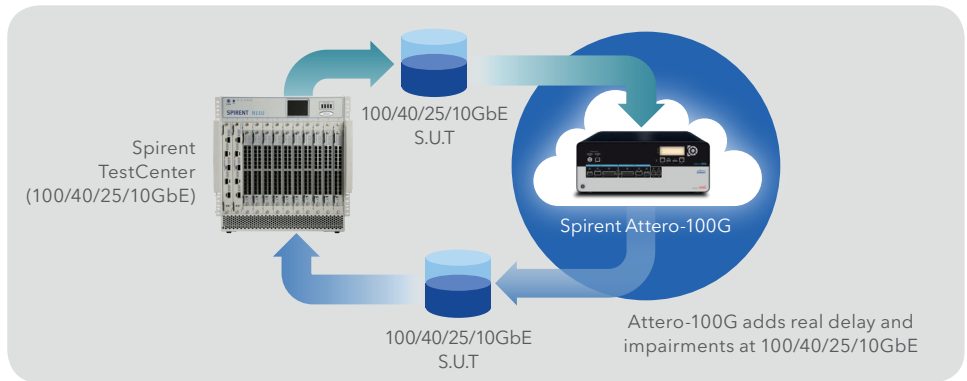 SPIRENT N11U
100/40/25/10GbE
S.U.T
Spirent
TestCenter
(100/40/25/10GbE)
Spirent Attero-100G
100/40/25/10GbE
S.U.T
Attero-100G adds real delay and
impairments at 100/40/25/10GbE